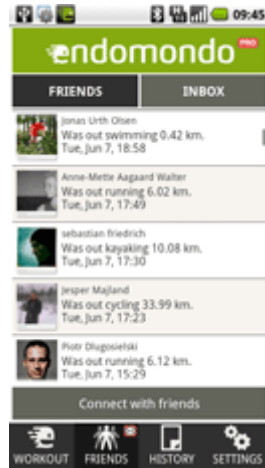 09:45
endomondo PRO
FRIENDS
INBOX
Jonas Urth Olsen
Was out swimming 0.42 km.
Tue, Jun 7, 18:58
Anne-Mette Aagaard Walter
Was out running 6.02 km.
Tue, Jun 7, 17:49
sebastian friedrich
Was out kayaking 10.08 km.
Tue, Jun 7, 17:30
Jesper Majland
Was out cycling 33.99 km.
Tue, Jun 7, 17:23
Piotr Dlugosielski
Was out running 6.12 km.
Tue, Jun 7, 15:29
Connect with friends
WORKOUT
FRIENDS
HISTORY
SETTINGS